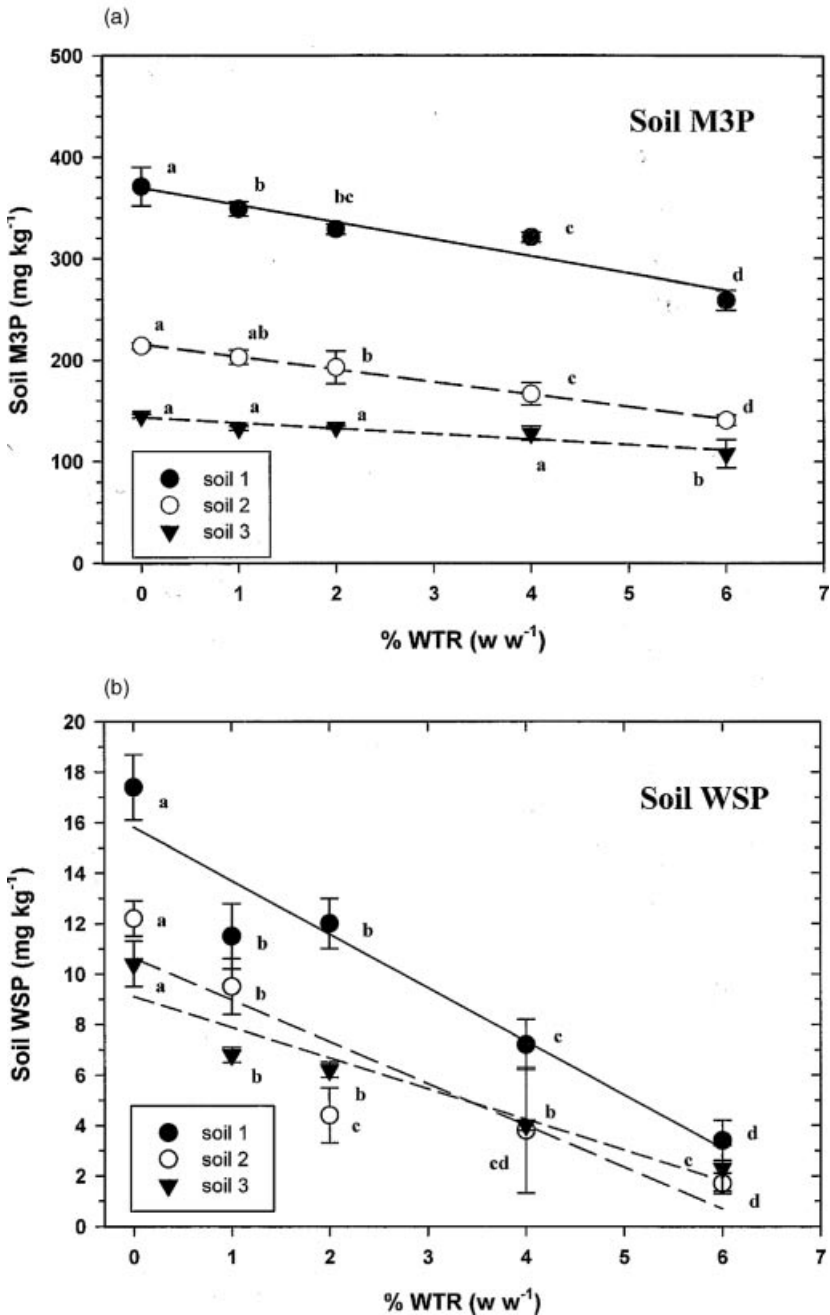 (a)
Soil M3P
500
400
300
200
100
0
Soil M3P (mg kg⁻¹)
a
b
bc
c
d
a
ab
b
c
d
a
a
a
a
b
soil 1
soil 2
soil 3
0 1 2 3 4 5 6 7
% WTR (w w⁻¹)
(b)
Soil WSP
20
18
16
14
12
10
8
6
4
2
0
Soil WSP (mg kg⁻¹)
a
b
b
c
d
a
b
c
cd
d
a
b
b
b
c
soil 1
soil 2
soil 3
0 1 2 3 4 5 6 7
% WTR (w w⁻¹)